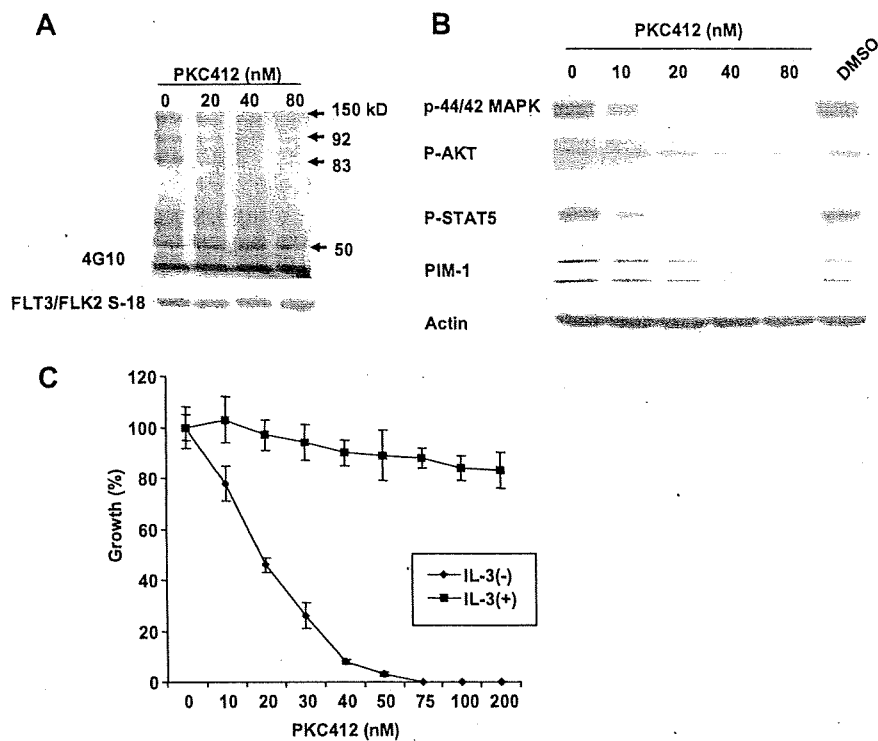 A
PKC412 (nM)
0 20 40 80
150 kD
92
83
50
4G10
FLT3/FLK2 S-18
B
PKC412 (nM)
0 10 20 40 80 DMSO
p-44/42 MAPK
P-AKT
P-STAT5
PIM-1
Actin
C
120
100
80
60
40
20
0
Growth (%)
0 10 20 30 40 50 75 100 200
PKC412 (nM)
IL-3(-)
IL-3(+)